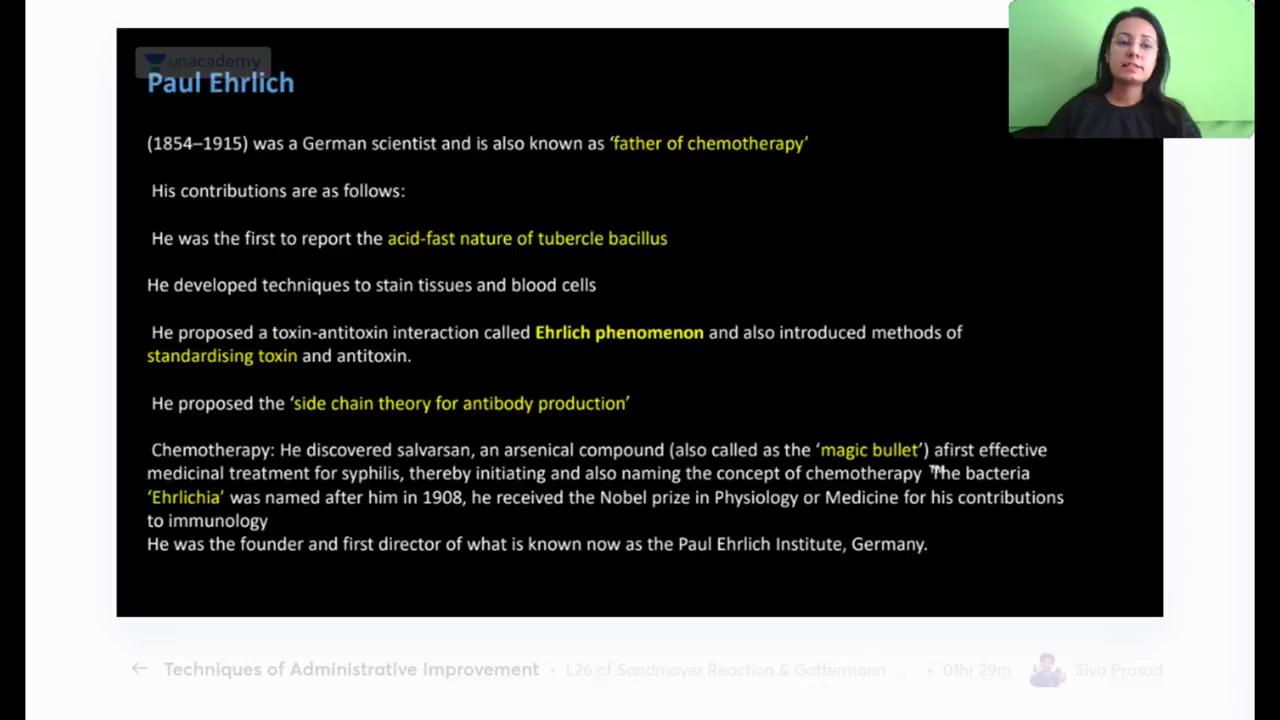 unacademy
Paul Ehrlich
(1854–1915) was a German scientist and is also known as ‘father of chemotherapy’
His contributions are as follows:
He was the first to report the acid-fast nature of tubercle bacillus
He developed techniques to stain tissues and blood cells
He proposed a toxin-antitoxin interaction called Ehrlich phenomenon and also introduced methods of
standardising toxin and antitoxin.
He proposed the ‘side chain theory for antibody production’
Chemotherapy: He discovered salvarsan, an arsenical compound (also called as the ‘magic bullet’) afirst effective
medicinal treatment for syphilis, thereby initiating and also naming the concept of chemotherapy ™he bacteria
‘Ehrlichia’ was named after him in 1908, he received the Nobel prize in Physiology or Medicine for his contributions
to immunology
He was the founder and first director of what is known now as the Paul Ehrlich Institute, Germany.
← Techniques of Administrative Improvement • L26 of Sandmayer Reaction & Gattermann ... • 01hr 29m Siva Prasad